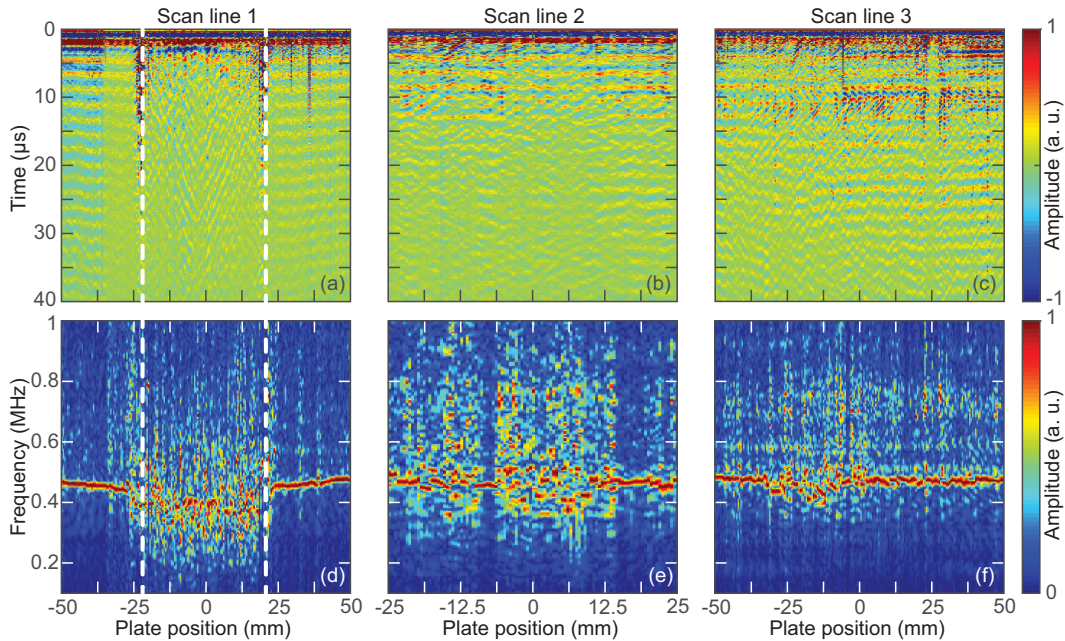 Scan line 1
Scan line 2
Scan line 3
0
10
20
30
40
Time (µs)
(a)
(b)
(c)
1
-1
Amplitude (a. u.)
1
0.8
0.6
0.4
0.2
Frequency (MHz)
(d)
(e)
(f)
1
0
Amplitude (a. u.)
-50 -25 0 25 50
-25 -12.5 0 12.5 25
-50 -25 0 25 50
Plate position (mm)
Plate position (mm)
Plate position (mm)